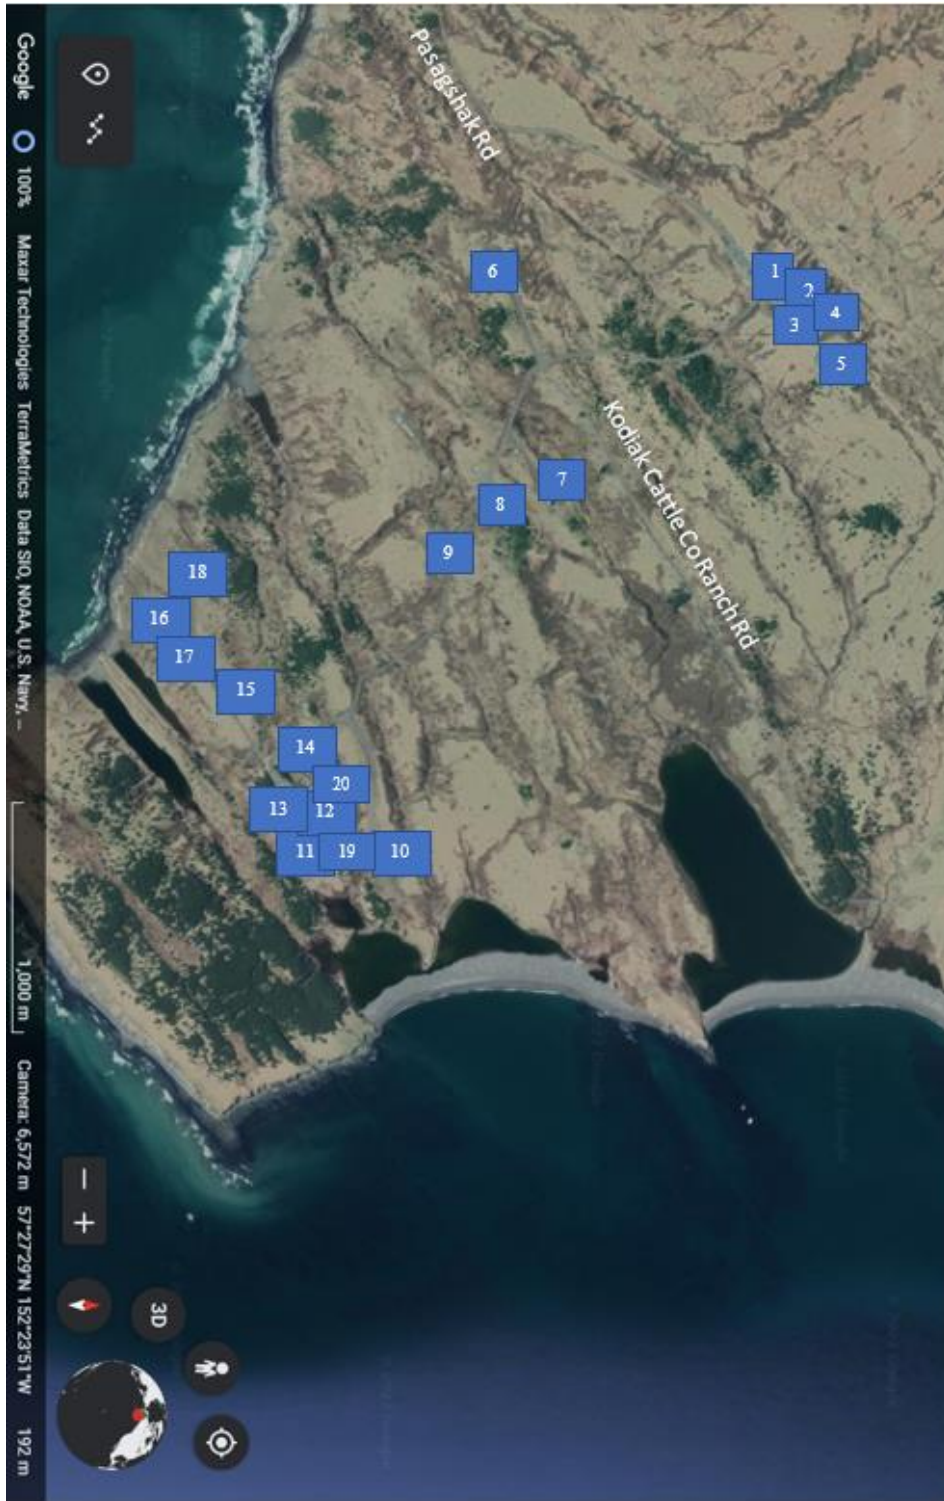 Pasagshak Rd
Kodiak Cattle Co Ranch Rd
1
2
3
4
5
6
7
8
9
10
11
12
13
14
15
16
17
18
19
20
3D
Google
100%
Maxar Technologies TerraMetrics Data SIO, NOAA, U.S. Navy, ...
1,000 m
Camera: 6,572 m 57°27'29"N 152°23'51"W
192 m